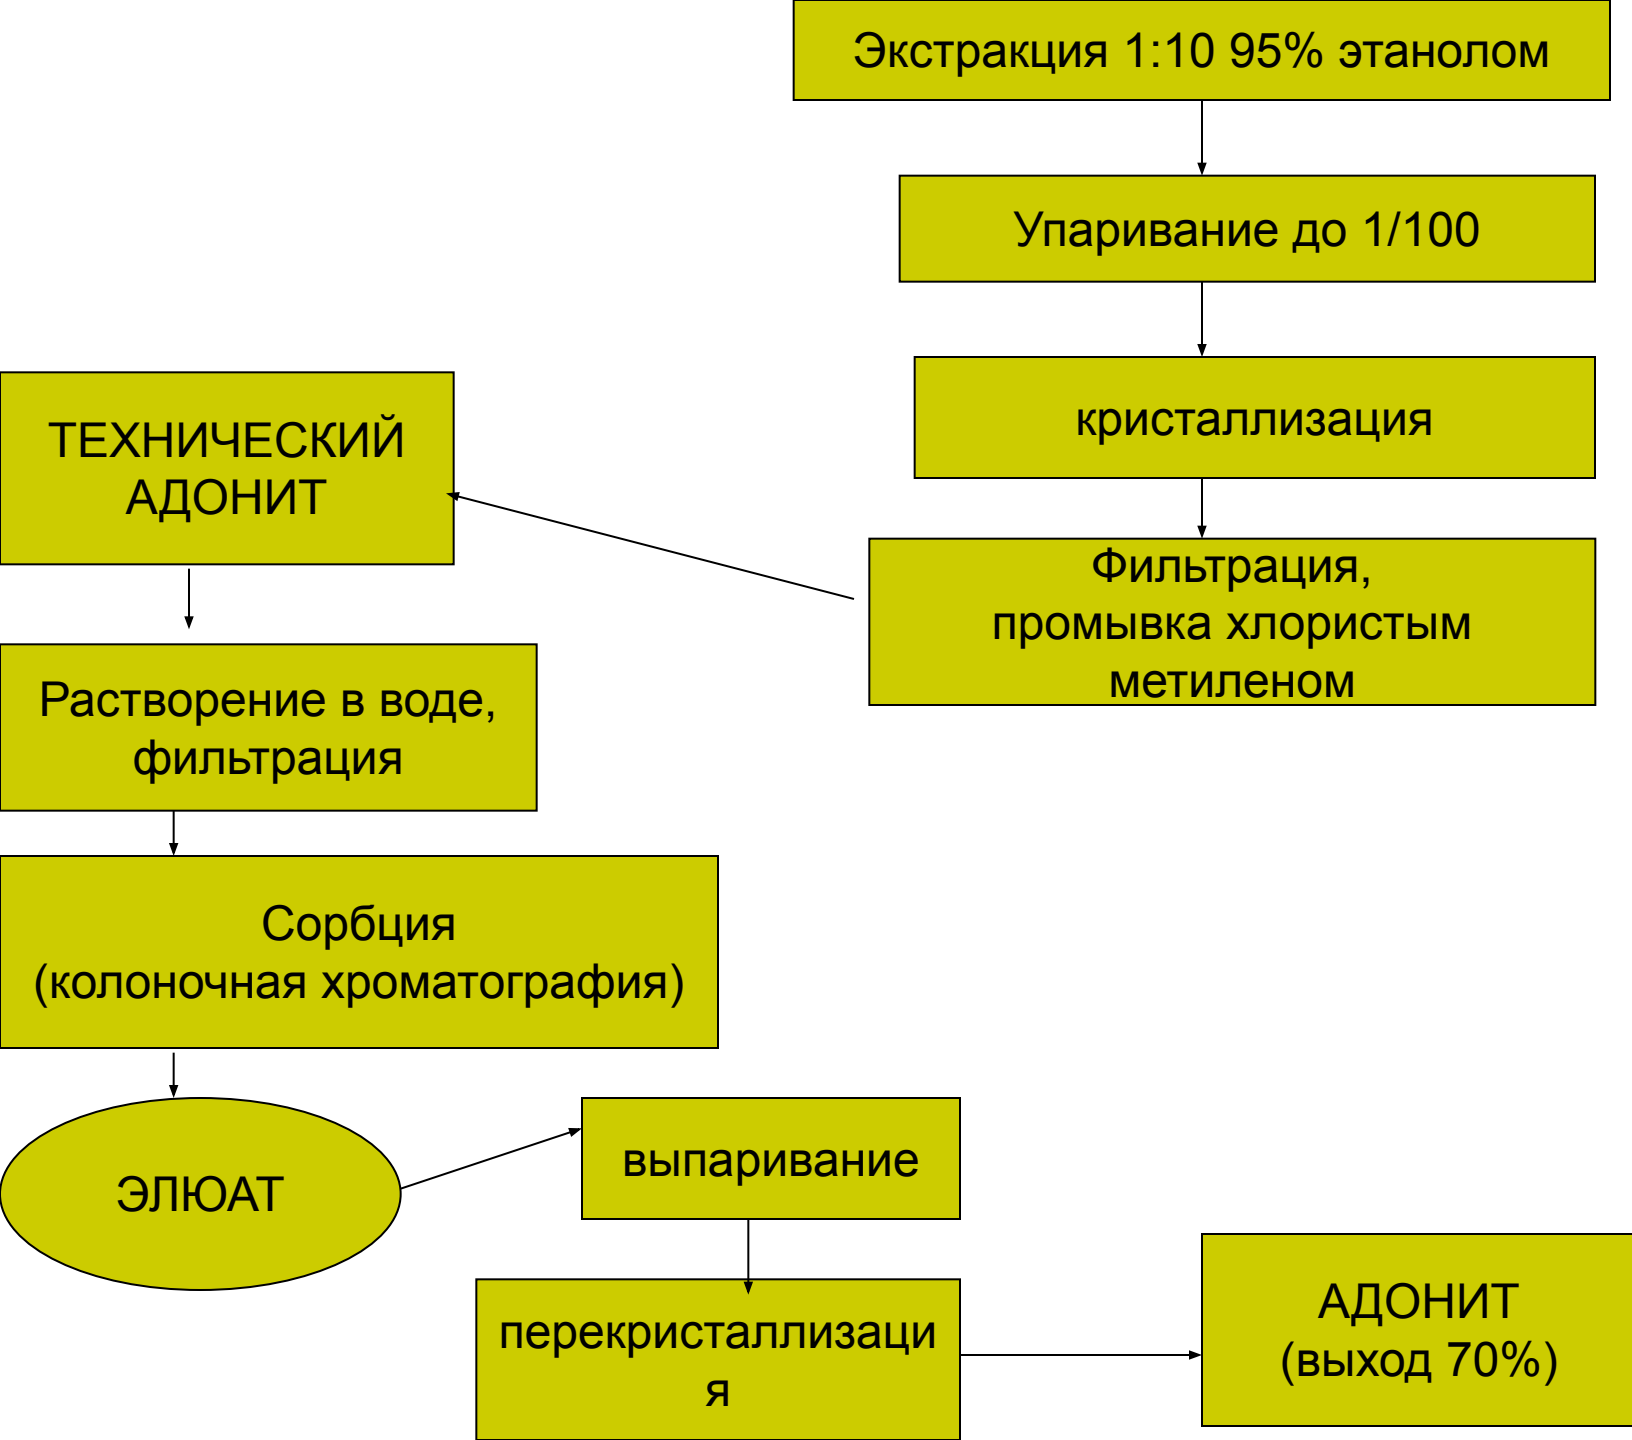 Экстракция 1:10 95% этанолом
Упаривание до 1/100
кристаллизация
Фильтрация,
промывка хлористым
метиленом
ТЕХНИЧЕСКИЙ
АДОНИТ
Растворение в воде,
фильтрация
Сорбция
(колоночная хроматография)
ЭЛЮАТ
выпаривание
перекристаллизаци
я
АДОНИТ
(выход 70%)